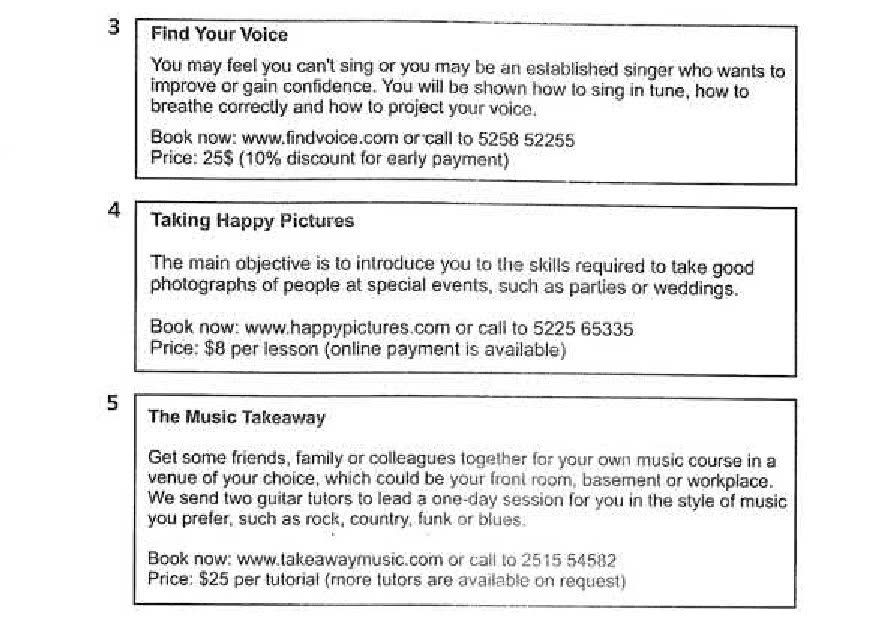 3
Find Your Voice
You may feel you can't sing or you may be an established singer who wants to
improve or gain confidence. You will be shown how to sing in tune, how to
breathe correctly and how to project your voice.
Book now: www.findvoice.com or call to 5258 52255
Price: 25$ (10% discount for early payment)
4
Taking Happy Pictures
The main objective is to introduce you to the skills required to take good
photographs of people at special events, such as parties or weddings.
Book now: www.happypictures.com or call to 5225 65335
Price: $8 per lesson (online payment is available)
5
The Music Takeaway
Get some friends, family or colleagues together for your own music course in a
venue of your choice, which could be your front room, basement or workplace.
We send two guitar tutors to lead a one-day session for you in the style of music
you prefer, such as rock, country, funk or blues.
Book now: www.takeawaymusic.com or call to 2515 54582
Price: $25 per tutorial (more tutors are available on request)